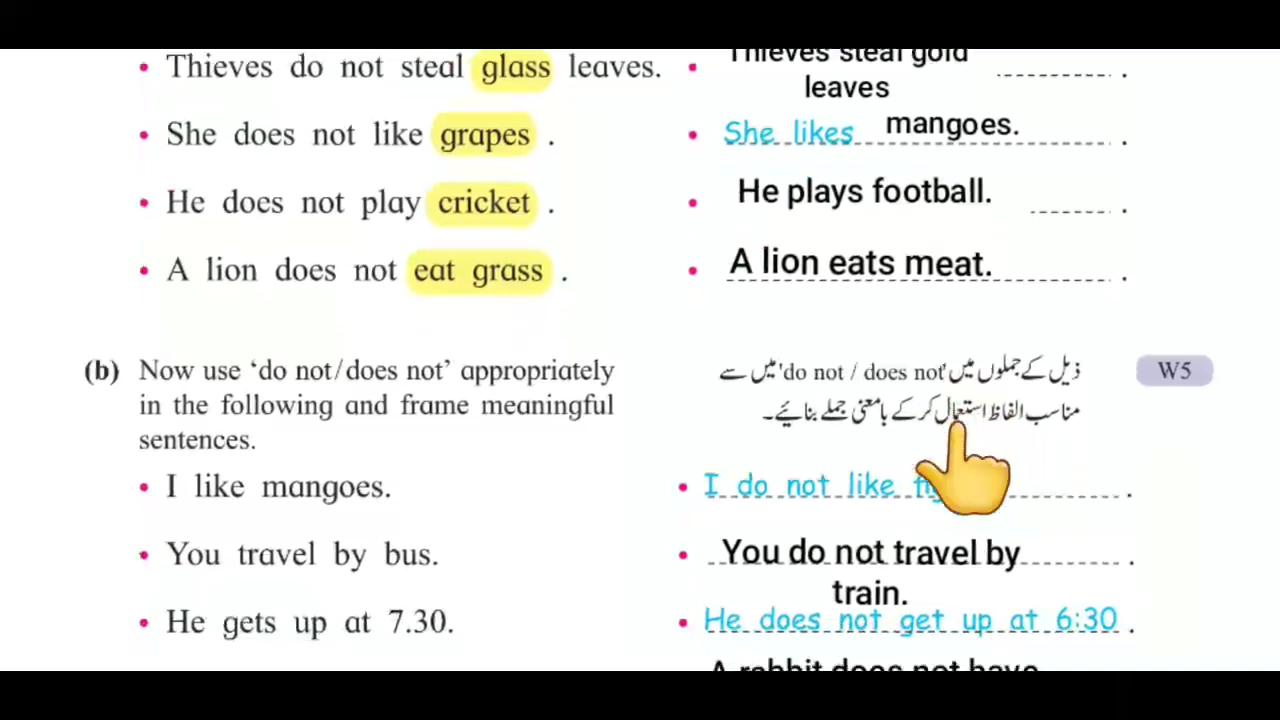 Thieves do not steal glass leaves.
Thieves steal gold
leaves
She does not like grapes .
She likes mangoes. .
He does not play cricket .
He plays football. .
A lion does not eat grass .
A lion eats meat. .
(b) Now use ‘do not/does not’ appropriately
in the following and frame meaningful
sentences.
ذیل کے جملوں میں 'do not / does not' میں سے
مناسب الفاظ استعمال کر کے بامعنی جملے بنائیے۔
W5
I like mangoes.
I do not like .
You travel by bus.
You do not travel by
train.
He gets up at 7.30.
He does not get up at 6:30 .
A rabbit does not have